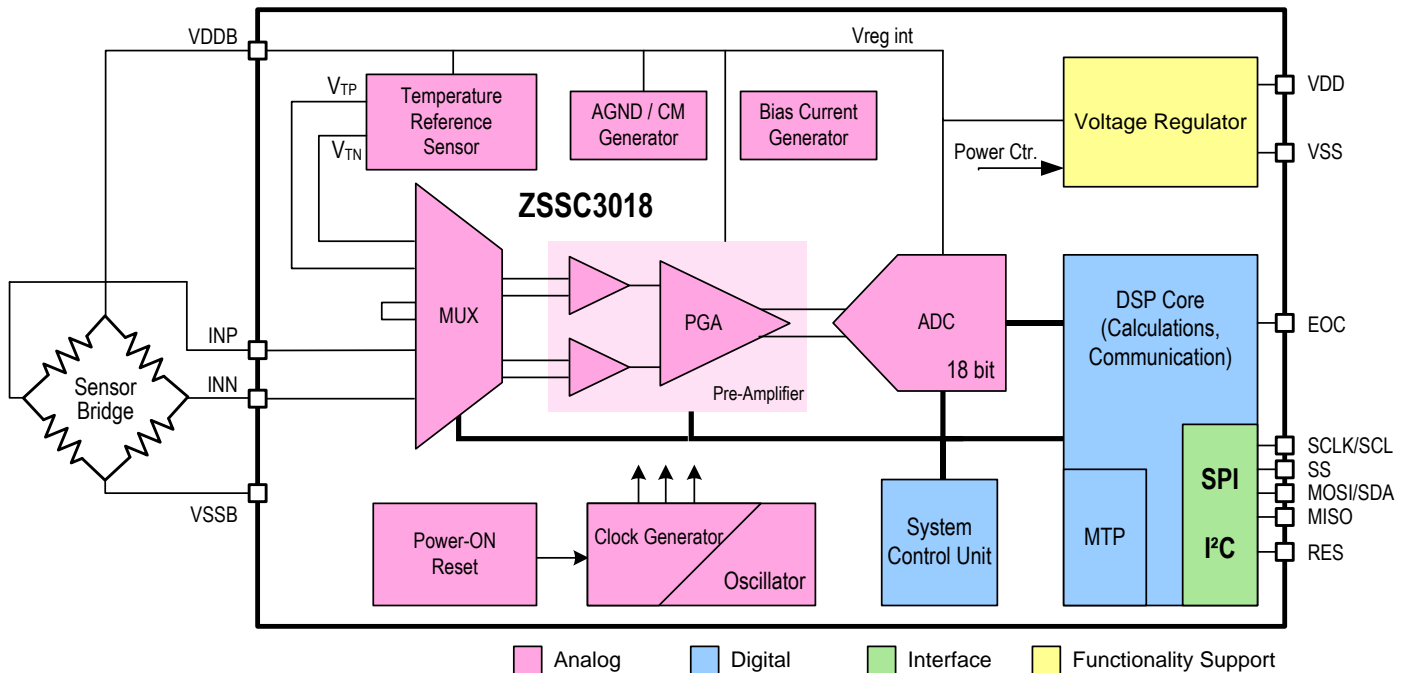 VDDB
Vreg int
VDD
VSS
V_TP
V_TN
Temperature
Reference
Sensor
AGND / CM
Generator
Bias Current
Generator
Voltage Regulator
Power Ctr.
ZSSC3018
MUX
PGA
Pre-Amplifier
ADC
18 bit
DSP Core
(Calculations,
Communication)
EOC
INP
INN
Sensor
Bridge
VSSB
SCLK/SCL
SS
MOSI/SDA
MISO
RES
SPI
I²C
MTP
Power-ON
Reset
Clock Generator
Oscillator
System
Control Unit
Analog
Digital
Interface
Functionality Support